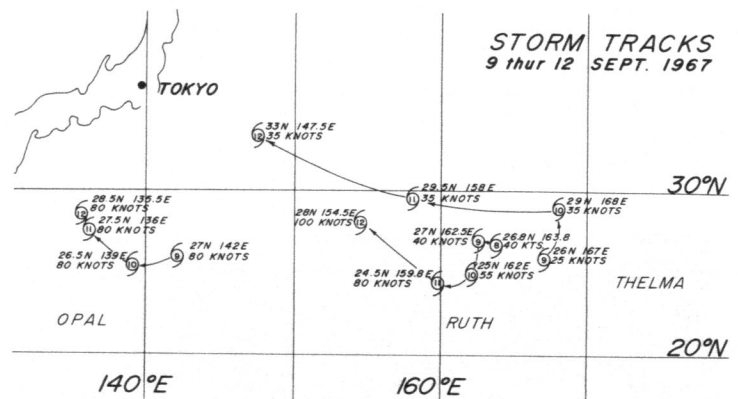 STORM TRACKS
9 thur 12 SEPT. 1967
TOKYO
33N 147.5E
35 KNOTS
12
30°N
29.5N 158E
35 KNOTS
11
29N 168E
35 KNOTS
10
28.5N 135.5E
80 KNOTS
12
27.5N 136E
80 KNOTS
11
28N 154.5E
100 KNOTS
12
27N 162.5E
40 KNOTS
9
26.8N 163.8
40 KTS.
8
26N 167E
25 KNOTS
9
26.5N 139E
80 KNOTS
10
27N 142E
80 KNOTS
9
24.5N 159.8E
80 KNOTS
11
25N 162E
55 KNOTS
10
THELMA
OPAL
RUTH
20°N
140°E
160°E